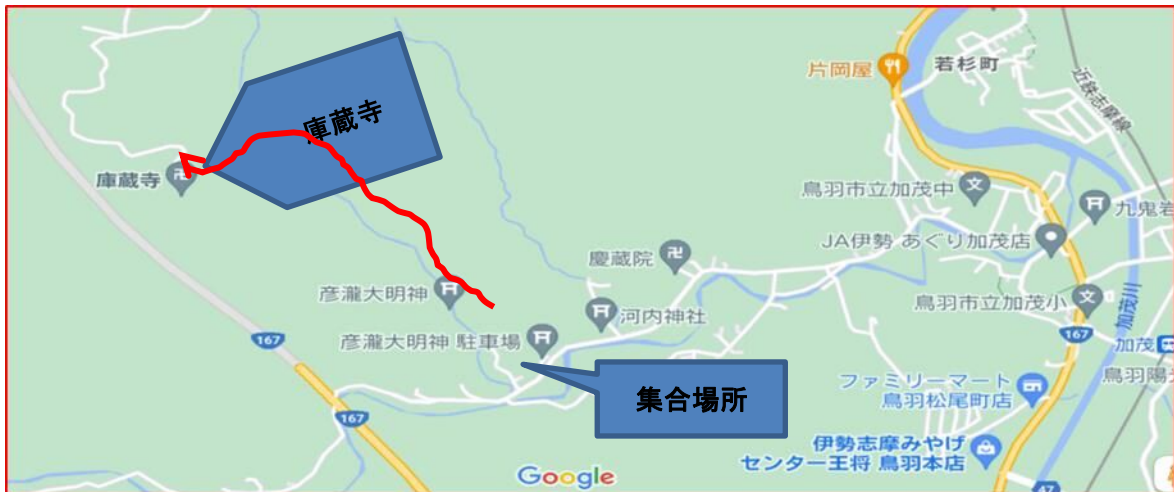 片岡屋
若杉町
近鉄志摩線
庫蔵寺
庫蔵寺
鳥羽市立加茂中
九鬼岩
JA伊勢 あぐり加茂店
慶蔵院
彦瀧大明神
河内神社
鳥羽市立加茂小
加茂川
167
彦瀧大明神 駐車場
167
加茂
鳥羽陽光
集合場所
ファミリーマート
鳥羽松尾町店
167
伊勢志摩みやげ
センター王将 鳥羽本店
Google
47